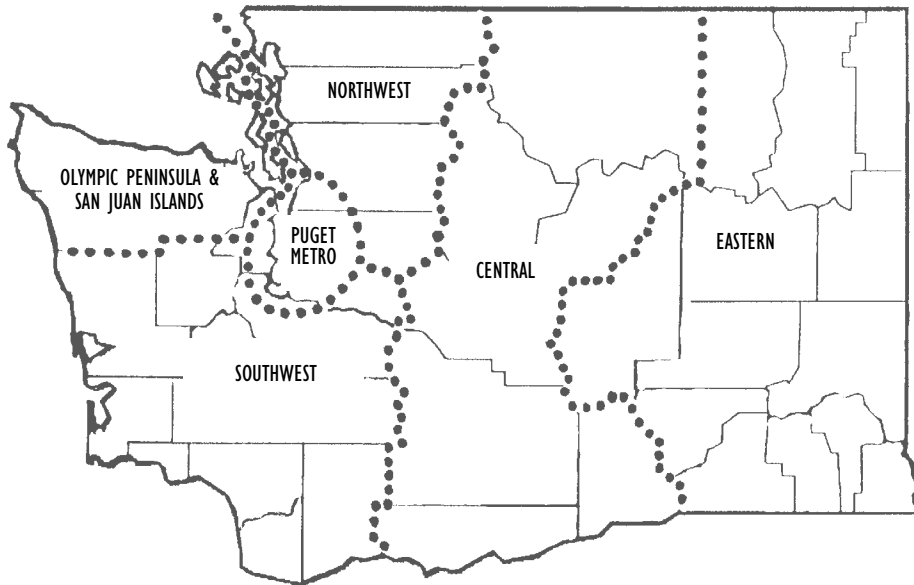 NORTHWEST
OLYMPIC PENINSULA &
SAN JUAN ISLANDS
PUGET
METRO
EASTERN
CENTRAL
SOUTHWEST